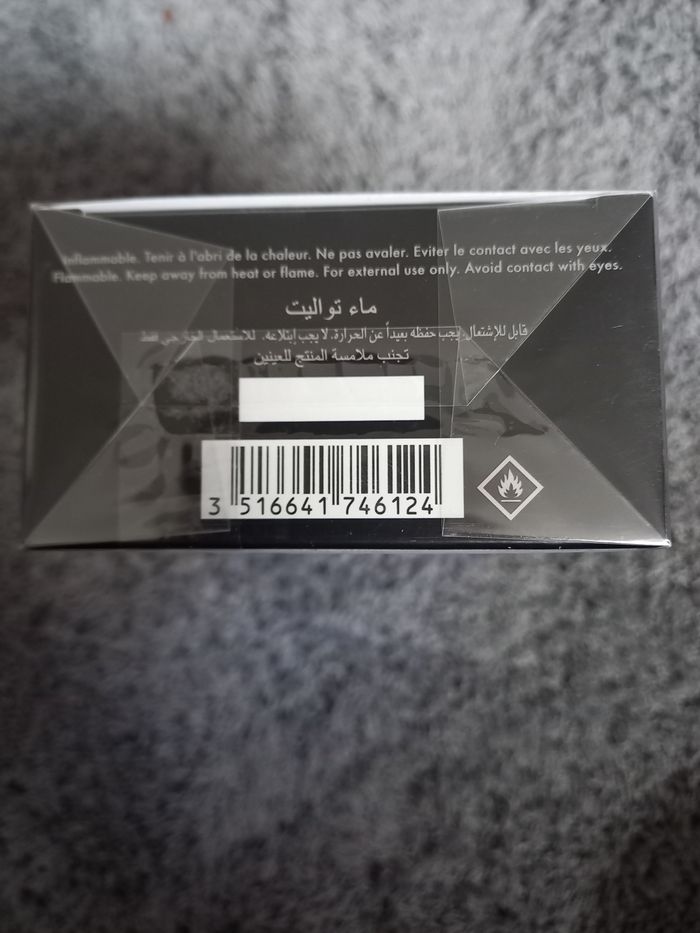 Inflammable. Tenir à l'abri de la chaleur. Ne pas avaler. Eviter le contact avec les yeux.
Flammable. Keep away from heat or flame. For external use only. Avoid contact with eyes.
ماء تواليت
قابل للإشتعال. يجب حفظه بعيداً عن الحرارة. لا يجب إبتلاعه. للاستعمال الخارجي فقط
تجنب ملامسة المنتج للعينين
3 516641 746124